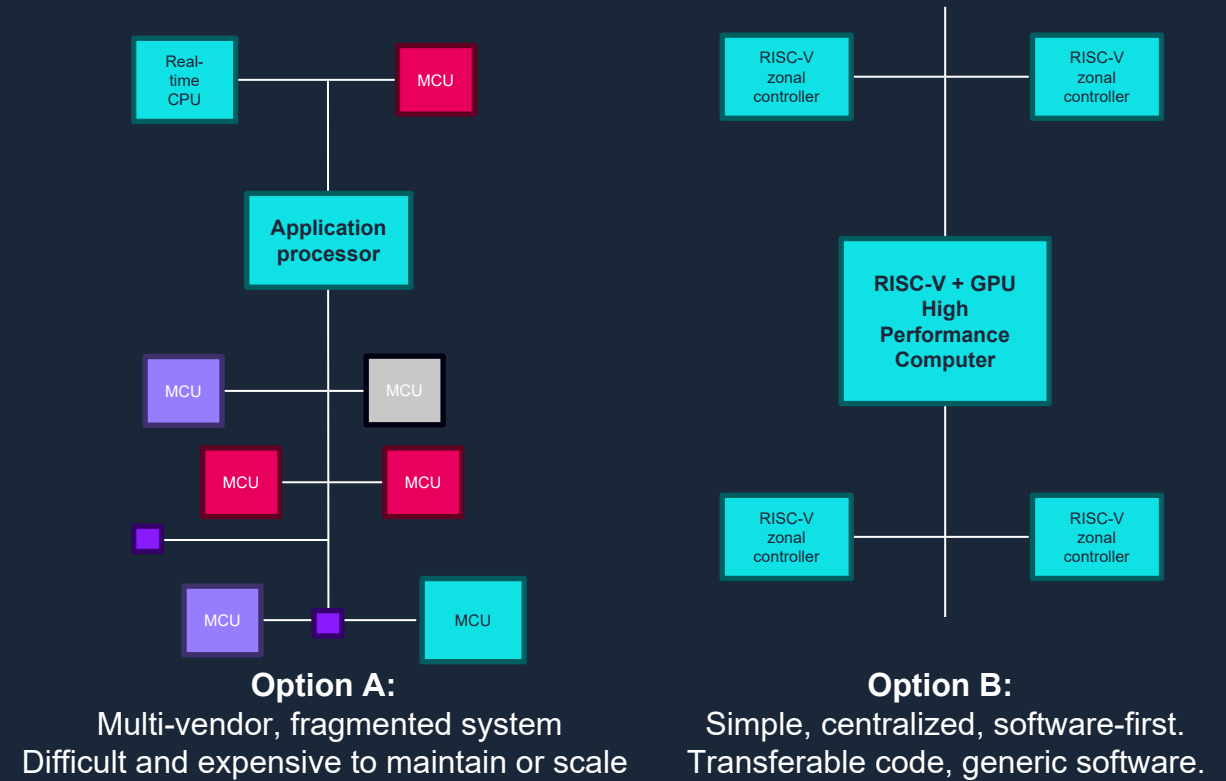 Real-
time
CPU
MCU
Application
processor
MCU
MCU
MCU
MCU
MCU
MCU
Option A:
Multi-vendor, fragmented system
Difficult and expensive to maintain or scale
RISC-V
zonal
controller
RISC-V
zonal
controller
RISC-V + GPU
High
Performance
Computer
RISC-V
zonal
controller
RISC-V
zonal
controller
Option B:
Simple, centralized, software-first.
Transferable code, generic software.